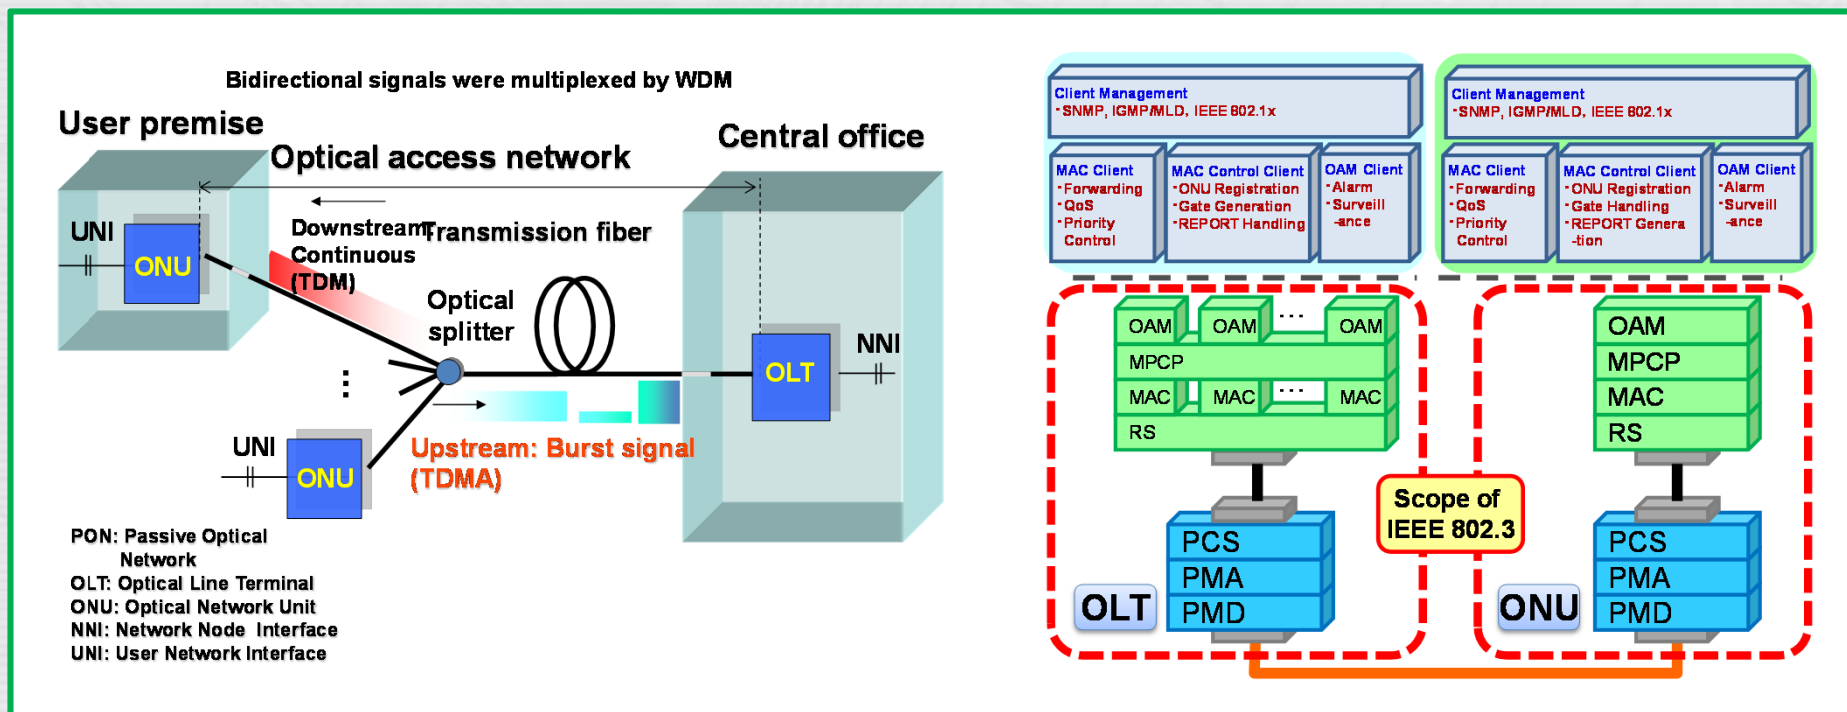 Bidirectional signals were multiplexed by WDM
User premise
Central office
Optical access network
Downstream:
Continuous
(TDM)
Transmission fiber
UNI
ONU
Optical
splitter
⋮
OLT
NNI
UNI
ONU
Upstream: Burst signal
(TDMA)
PON: Passive Optical
Network
OLT: Optical Line Terminal
ONU: Optical Network Unit
NNI: Network Node Interface
UNI: User Network Interface
Client Management
・SNMP, IGMP/MLD, IEEE 802.1x
MAC Client
・Forwarding
・QoS
・Priority
Control
MAC Control Client
・ONU Registration
・Gate Generation
・REPORT Handling
OAM Client
・Alarm
・Surveill
-ance
Client Management
・SNMP, IGMP/MLD, IEEE 802.1x
MAC Client
・Forwarding
・QoS
・Priority
Control
MAC Control Client
・ONU Registration
・Gate Handling
・REPORT Genera
-tion
OAM Client
・Alarm
・Surveill
-ance
OAM OAM ... OAM
MPCP
MAC MAC ... MAC
RS
PCS
PMA
PMD
OLT
Scope of
IEEE 802.3
OAM
MPCP
MAC
RS
PCS
PMA
PMD
ONU